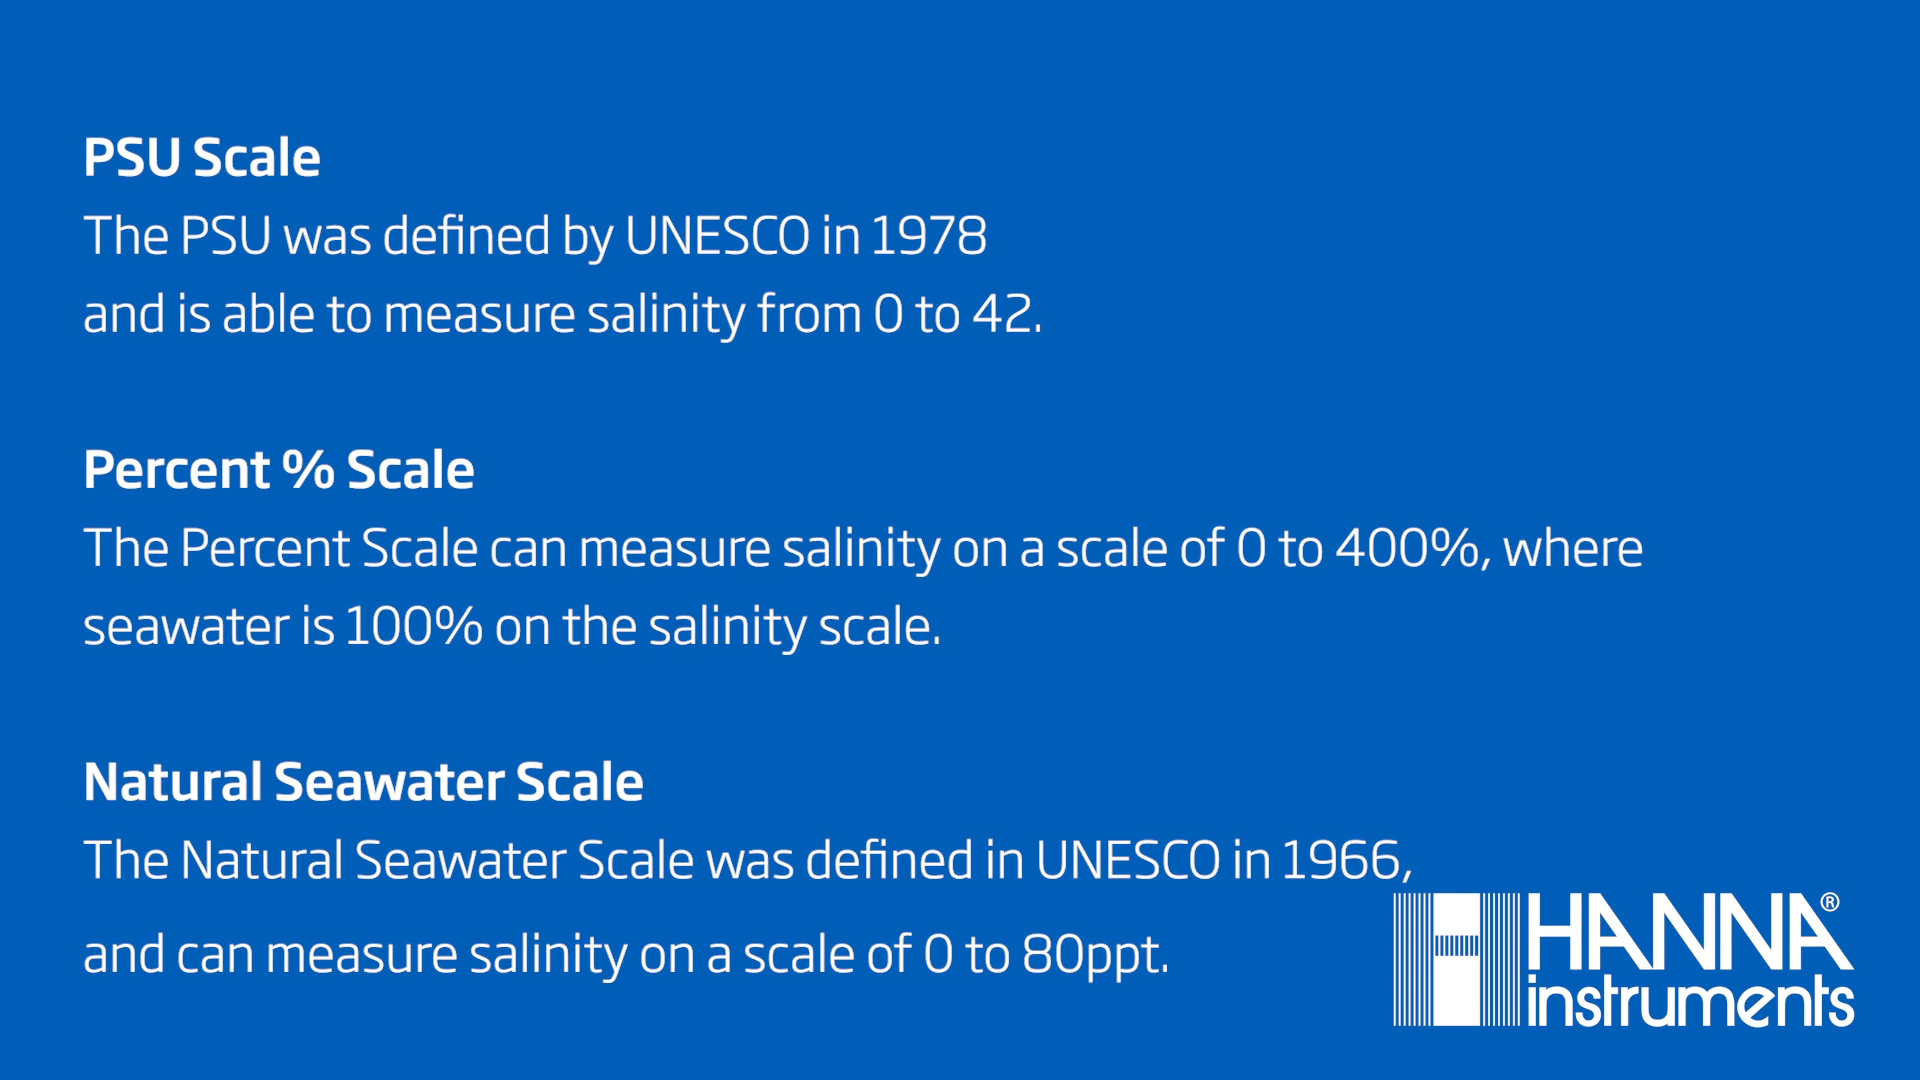 PSU Scale
The PSU was defined by UNESCO in 1978
and is able to measure salinity from 0 to 42.
Percent % Scale
The Percent Scale can measure salinity on a scale of 0 to 400%, where
seawater is 100% on the salinity scale.
Natural Seawater Scale
The Natural Seawater Scale was defined in UNESCO in 1966,
and can measure salinity on a scale of 0 to 80ppt.
HANNA®
instruments